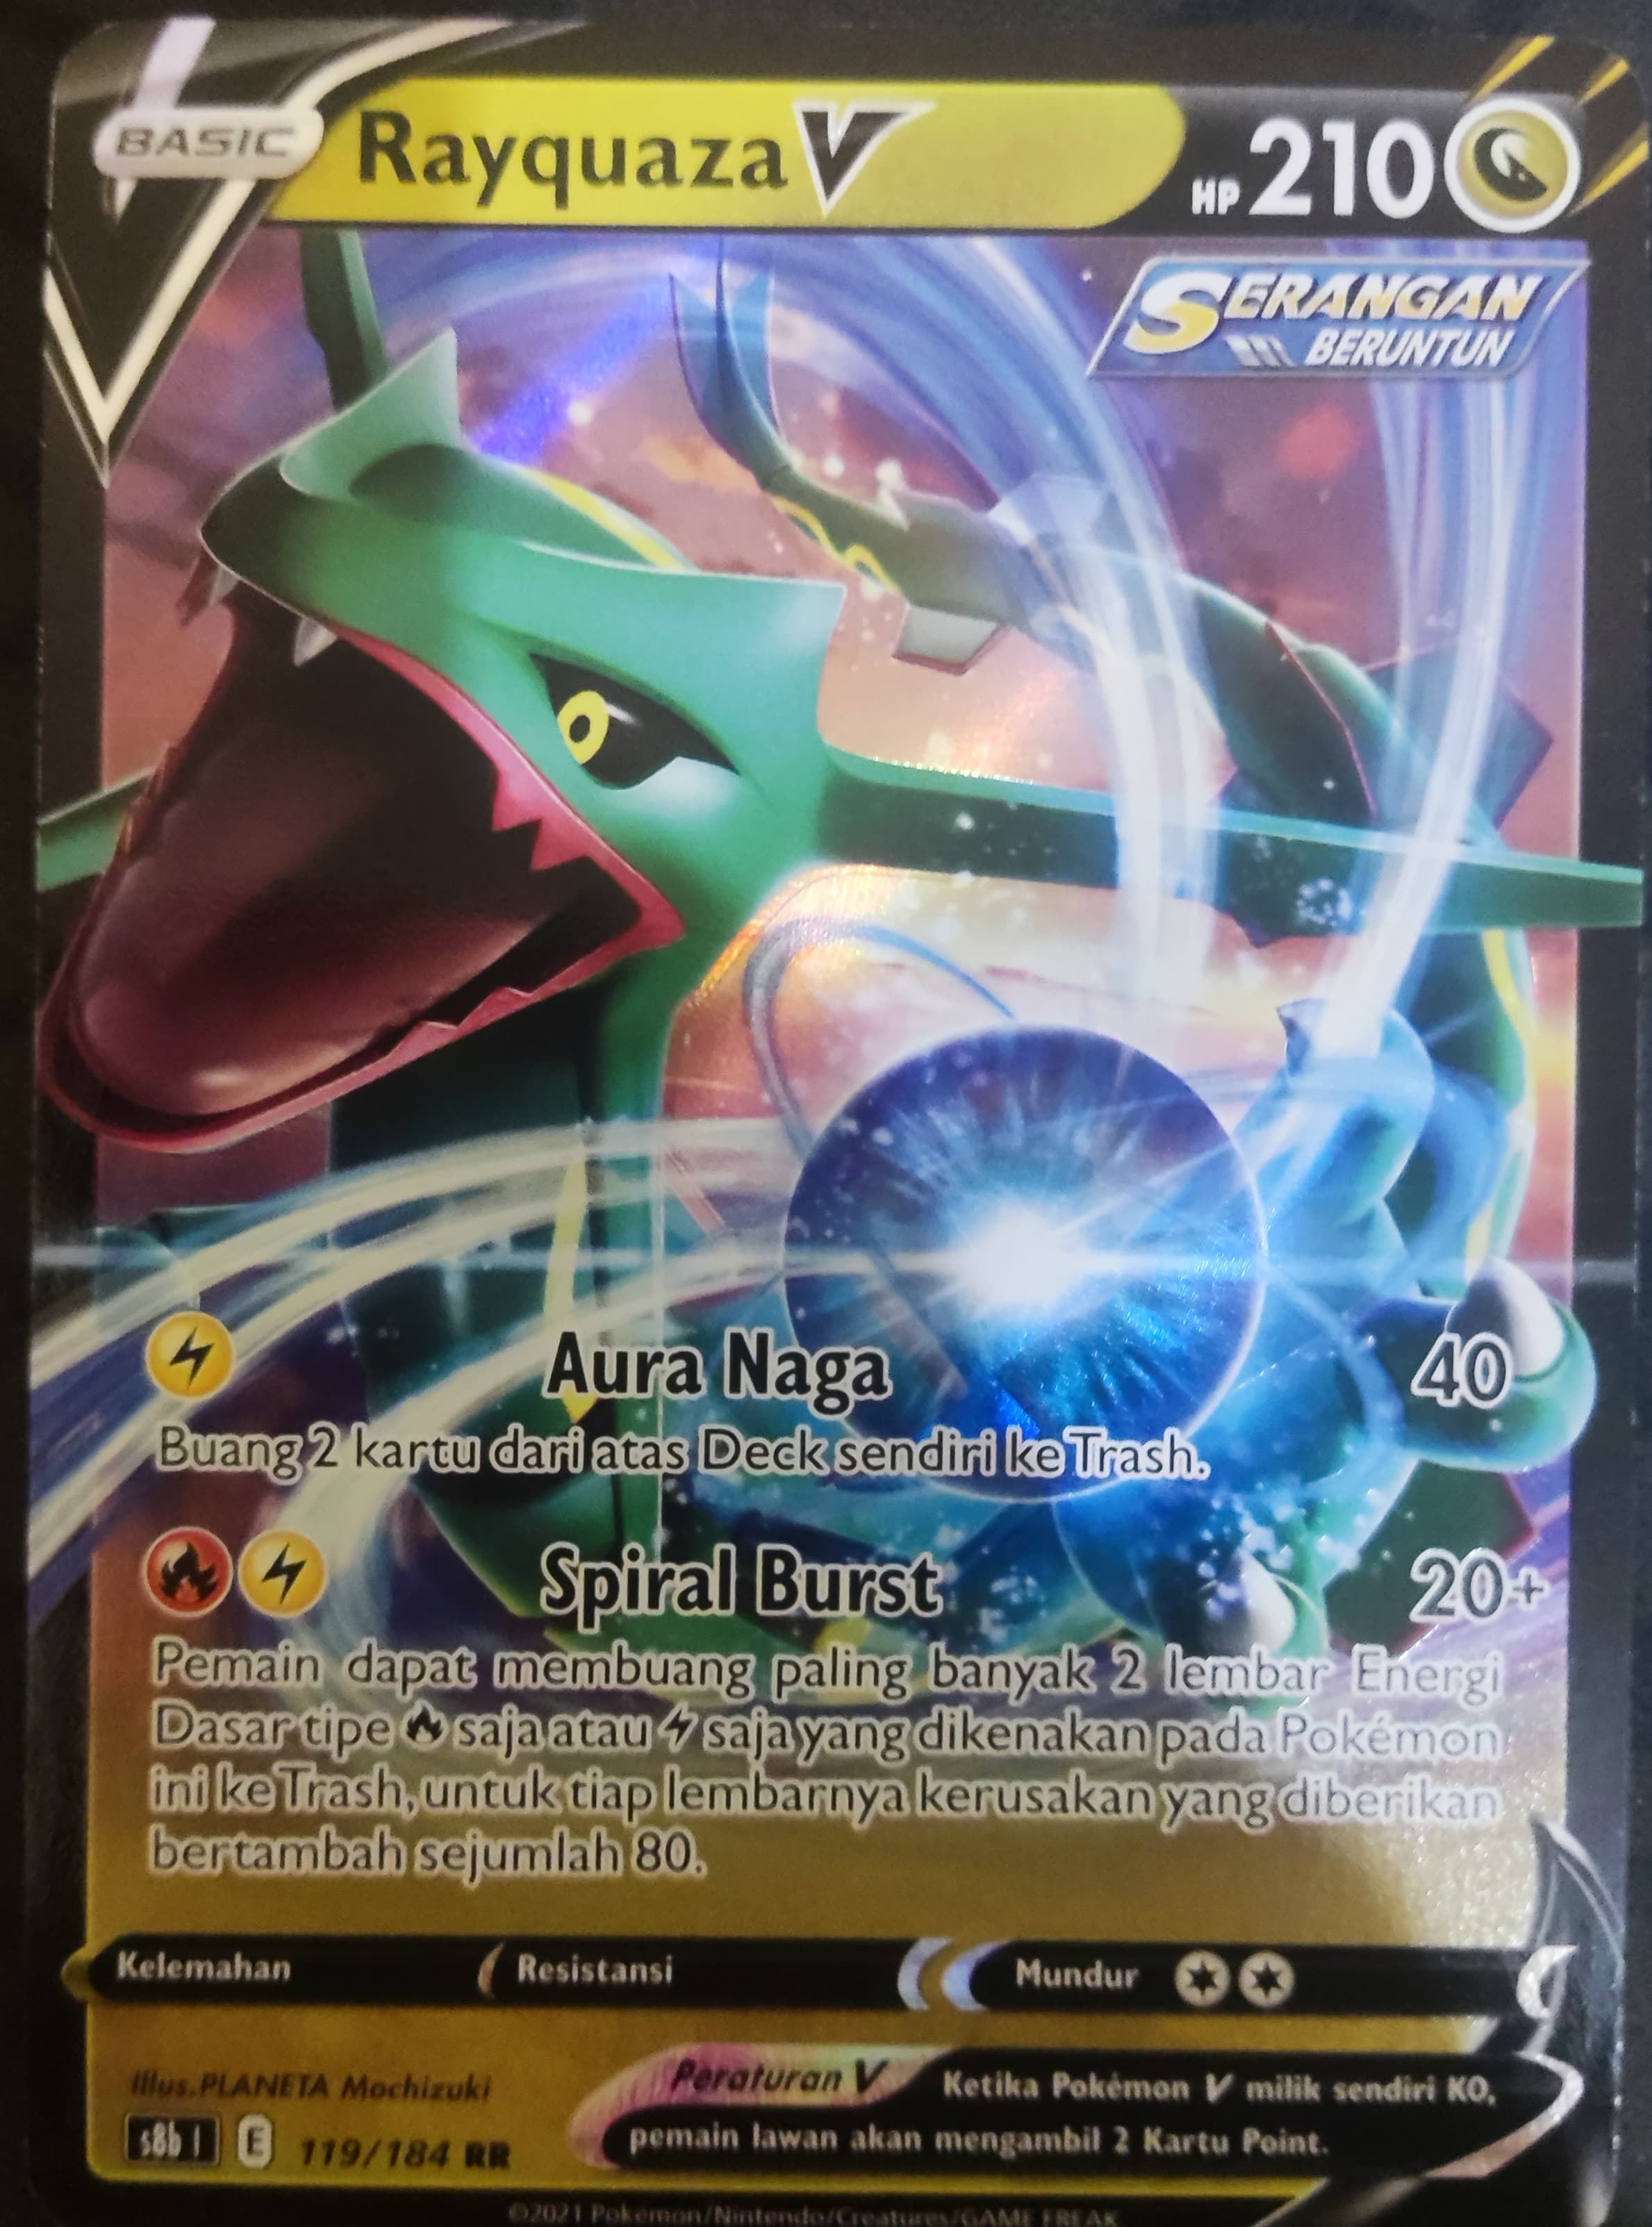 BASIC
Rayquaza V
HP 210
SERANGAN
BERUNTUN
Aura Naga 40
Buang 2 kartu dari atas Deck sendiri ke Trash.
Spiral Burst 20+
Pemain dapat membuang paling banyak 2 lembar Energi
Dasar tipe saja atau saja yang dikenakan pada Pokémon
ini ke Trash, untuk tiap lembarnya kerusakan yang diberikan
bertambah sejumlah 80.
Kelemahan Resistansi Mundur
Illus. PLANETA Mochizuki
Peraturan V Ketika Pokémon V milik sendiri KO,
pemain lawan akan mengambil 2 Kartu Point.
s8b I E 119/184 RR
©2021 Pokémon/Nintendo/Creatures/GAME FREAK